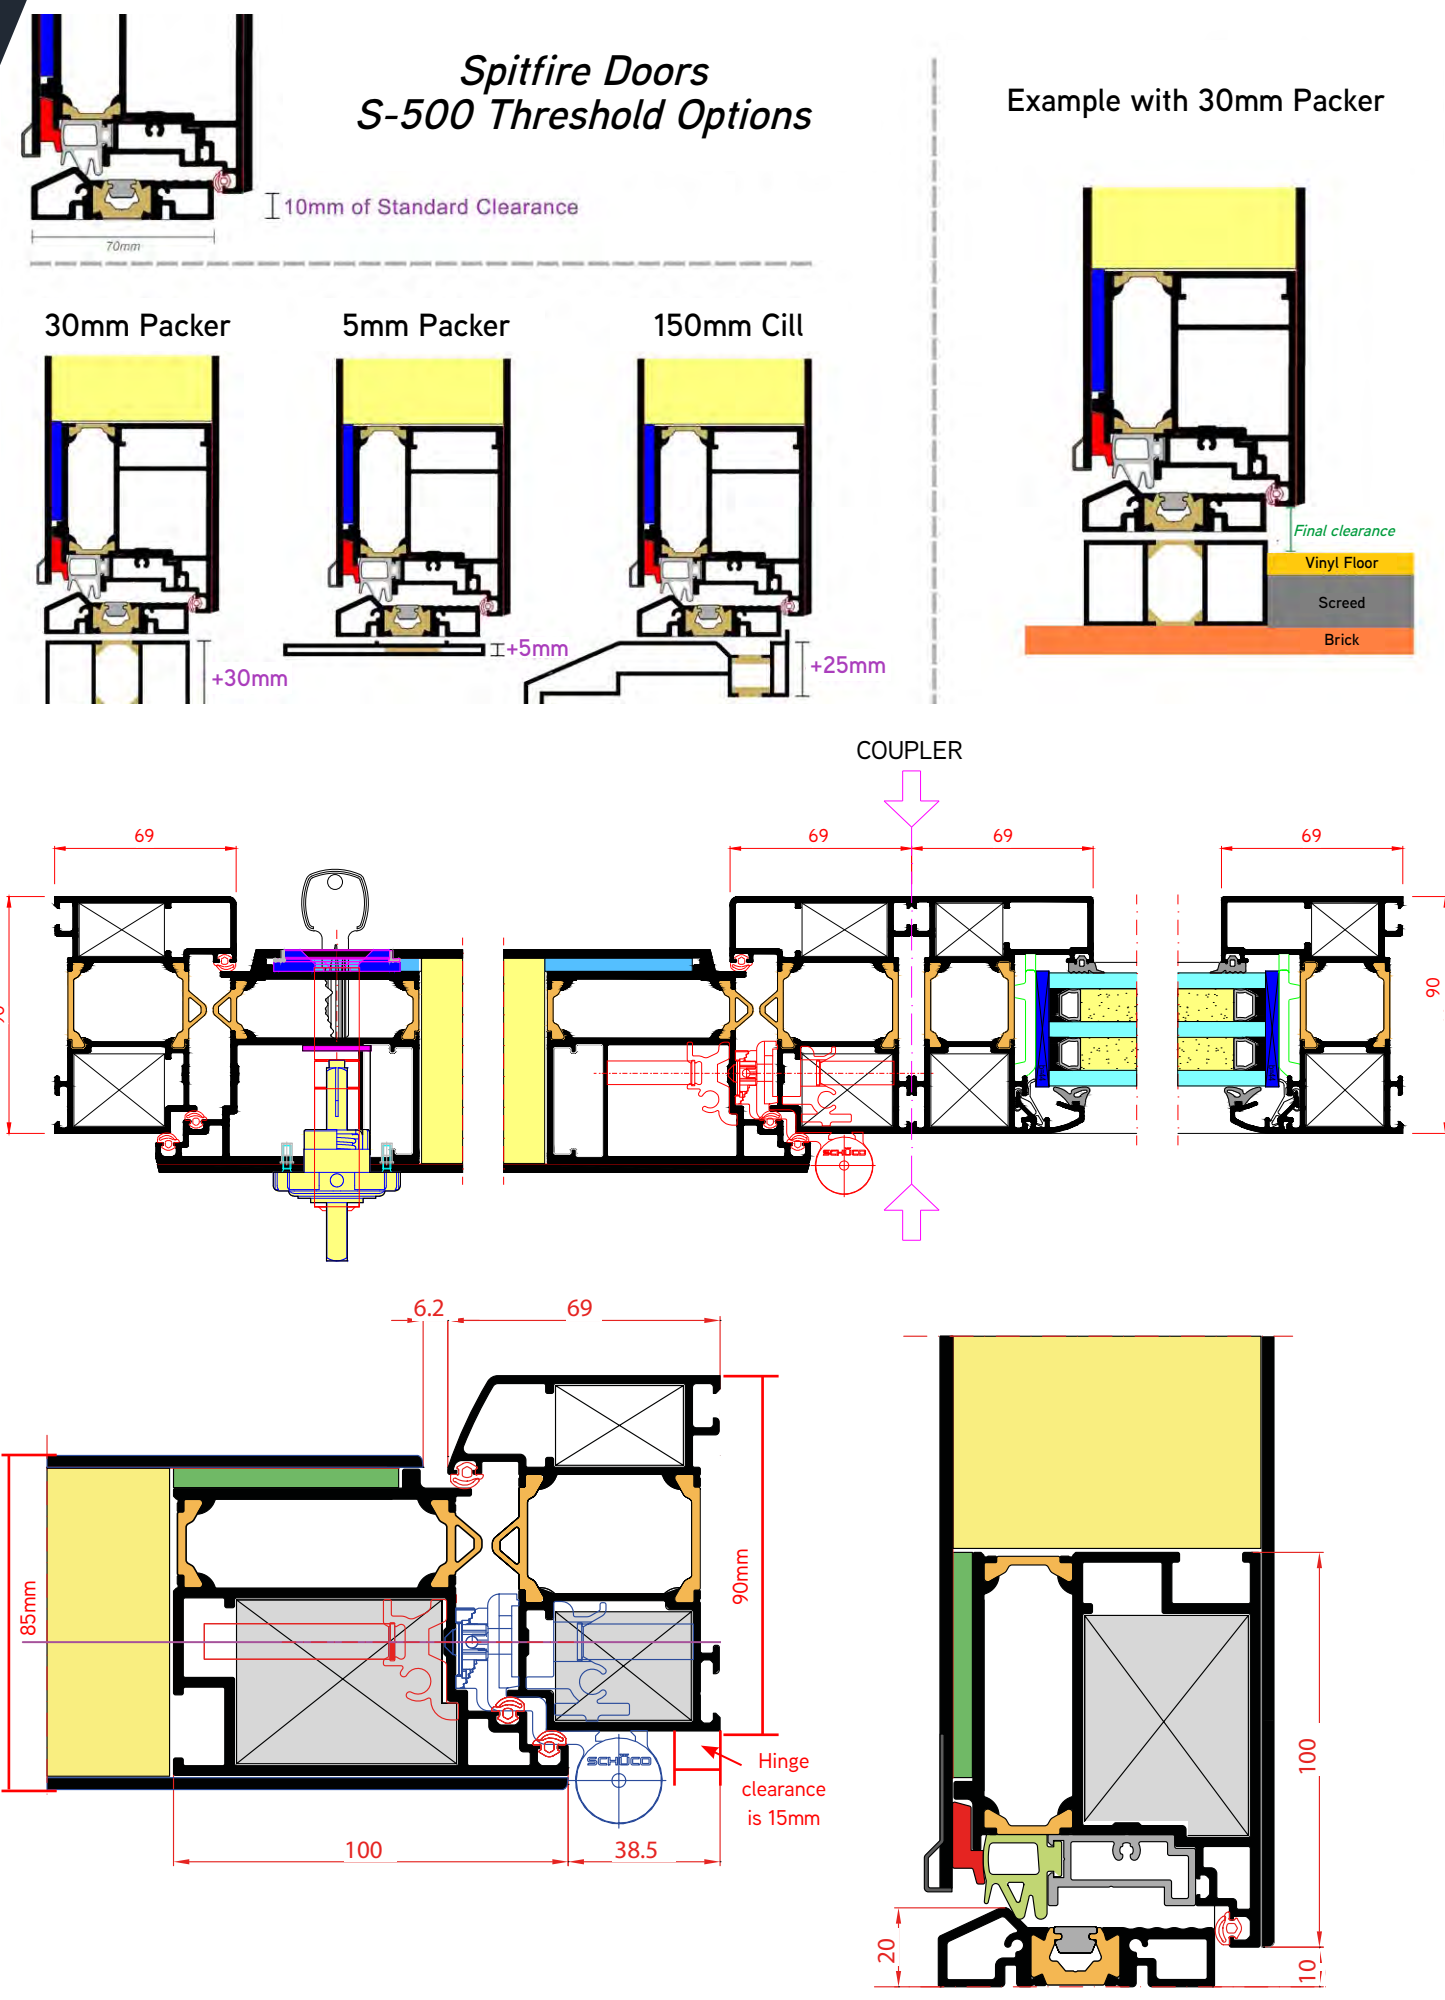 Spitfire Doors
S-500 Threshold Options
Example with 30mm Packer
10mm of Standard Clearance
70mm
30mm Packer
5mm Packer
150mm Cill
+30mm
+5mm
+25mm
Final clearance
Vinyl Floor
Screed
Brick
COUPLER
69
69
69
69
90
SCHÜCO
6.2
69
85mm
90mm
SCHÜCO
Hinge
clearance
is 15mm
100
38.5
100
20
10